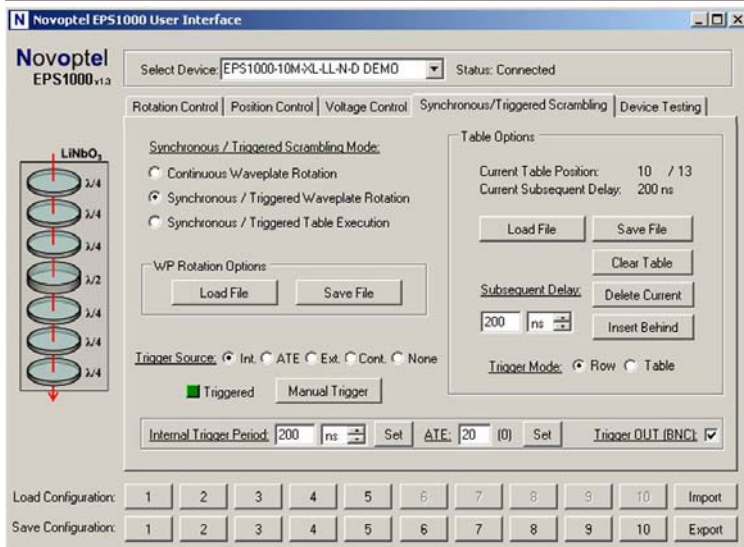 Novoptel EPS1000 User Interface
Novoptel
EPS1000 v1.3
Select Device: EPS1000-10M-XL-LL-N-D DEMO Status: Connected
Rotation Control Position Control Voltage Control Synchronous/Triggered Scrambling Device Testing
LiNbO3
λ/4
λ/4
λ/4
λ/2
λ/4
λ/4
Synchronous / Triggered Scrambling Mode:
Continuous Waveplate Rotation
Synchronous / Triggered Waveplate Rotation
Synchronous / Triggered Table Execution
WP Rotation Options
Load File Save File
Trigger Source: Int. ATE Ext. Cont. None
Triggered Manual Trigger
Table Options
Current Table Position: 10 / 13
Current Subsequent Delay: 200 ns
Load File Save File
Clear Table
Subsequent Delay: Delete Current
200 ns Insert Behind
Trigger Mode: Row Table
Internal Trigger Period: 200 ns Set ATE: 20 (0) Set Trigger OUT (BNC):
Load Configuration: 1 2 3 4 5 6 7 8 9 10 Import
Save Configuration: 1 2 3 4 5 6 7 8 9 10 Export